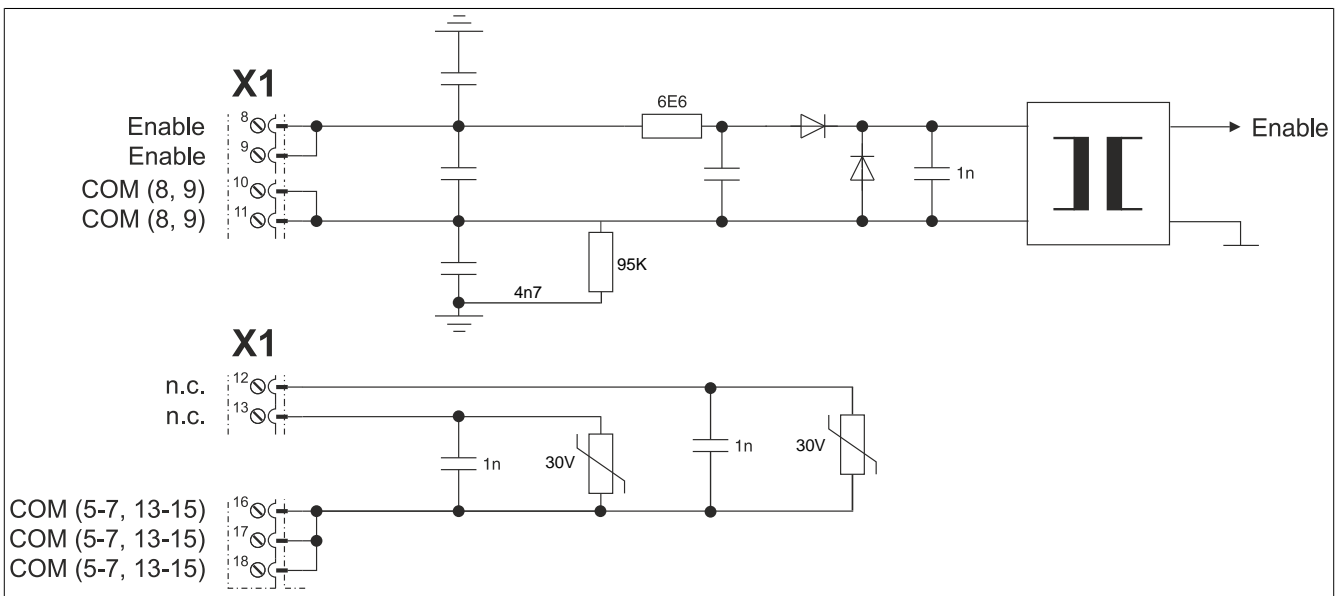 X1
Enable 8
Enable 9
COM (8, 9) 10
COM (8, 9) 11
6E6
1n
Enable
95K
4n7
X1
n.c. 12
n.c. 13
1n
30V
1n
30V
COM (5-7, 13-15) 16
COM (5-7, 13-15) 17
COM (5-7, 13-15) 18